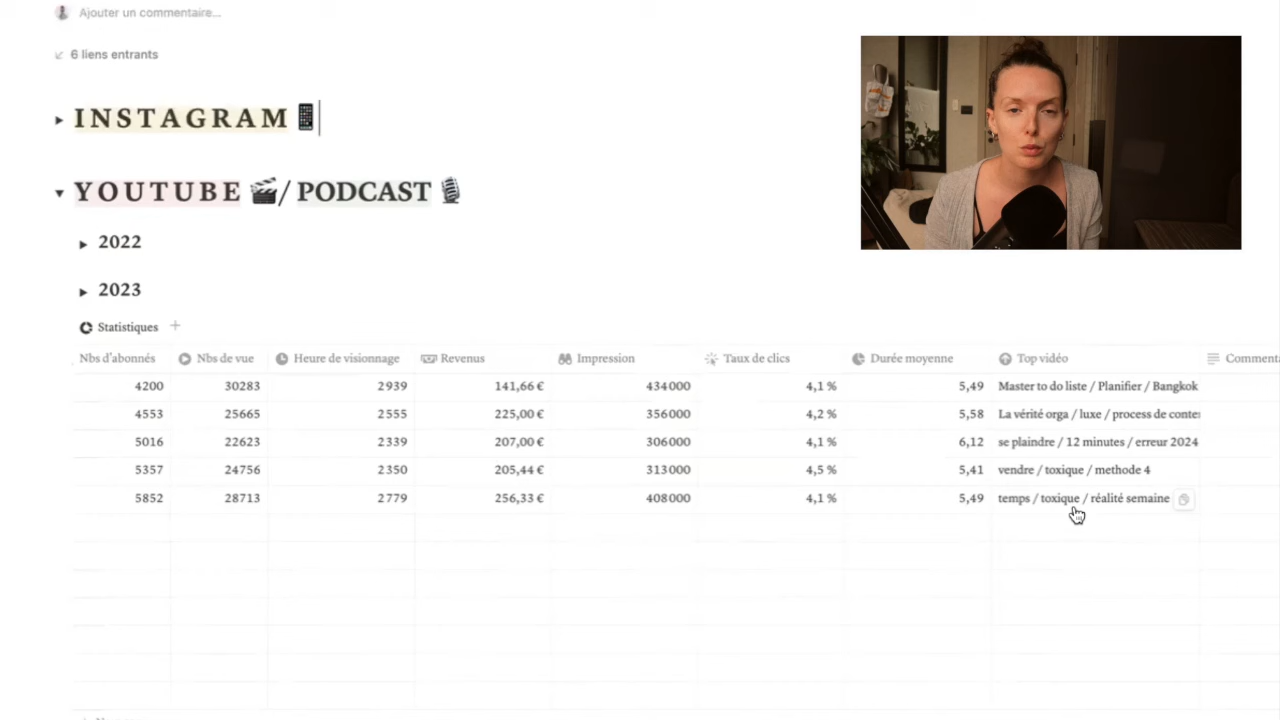 Ajouter un commentaire...
6 liens entrants
INSTAGRAM
YOUTUBE / PODCAST
2022
2023
Statistiques
Nbs d'abonnés Nbs de vue Heure de visionnage Revenus Impression Taux de clics Durée moyenne Top vidéo Commenta
4200 30283 2939 141,66 € 434000 4,1 % 5,49 Master to do liste / Planifier / Bangkok
4553 25665 2555 225,00 € 356000 4,2 % 5,58 La vérité orga / luxe / process de conte
5016 22623 2339 207,00 € 306000 4,1 % 6,12 se plaindre / 12 minutes / erreur 2024
5357 24756 2350 205,44 € 313000 4,5 % 5,41 vendre / toxique / methode 4
5852 28713 2779 256,33 € 408000 4,1 % 5,49 temps / toxique / réalité semaine